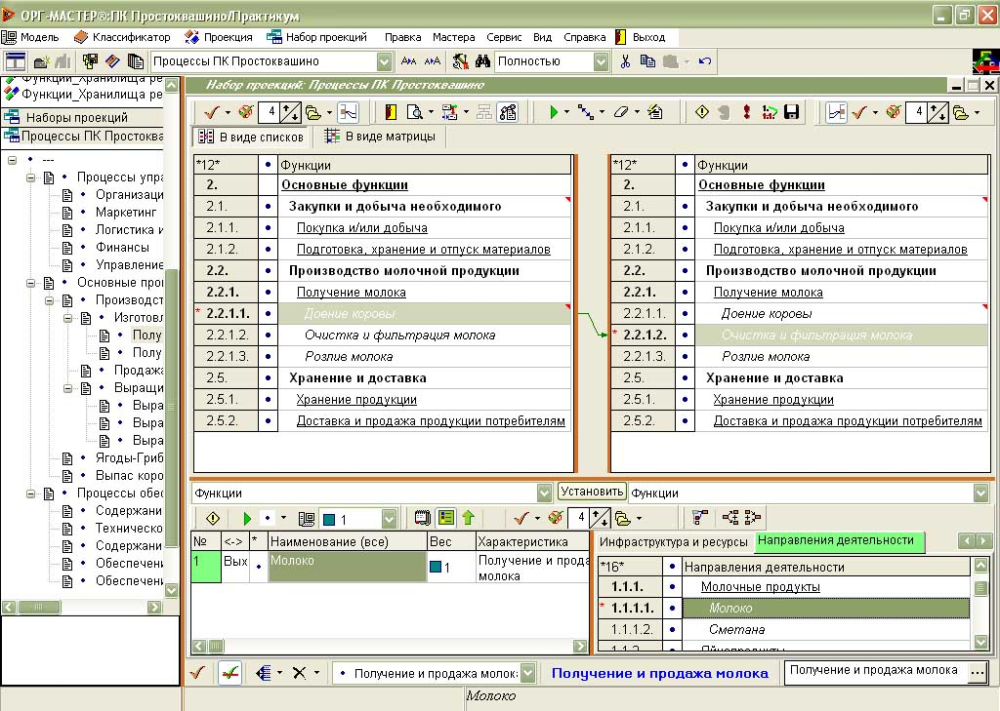 ОРГ-МАСТЕР®:ПК Простоквашино/Практикум
Модель Классификатор Проекция Набор проекций Правка Мастера Сервис Вид Справка Выход
Процессы ПК Простоквашино Полностью
Функции_Хранилища ре
Функции_Хранилища ре
Наборы проекций
Процессы ПК Простоква
---
Процессы упра
Организаци
Маркетинг
Логистика и
Финансы
Управление
Основные про
Производст
Изготовл
Полу
Полу
Продажа
Выращи
Выра
Выра
Выра
Ягоды-Гриб
Выпас коро
Процессы обес
Содержани
Техническо
Содержани
Обеспечени
Обеспечени
Набор проекций: Процессы ПК Простоквашино
4 4
В виде списков В виде матрицы
*12* Функции
2. Основные функции
2.1. Закупки и добыча необходимого
2.1.1. Покупка и/или добыча
2.1.2. Подготовка, хранение и отпуск материалов
2.2. Производство молочной продукции
2.2.1. Получение молока
* 2.2.1.1. Доение коровы
2.2.1.2. Очистка и фильтрация молока
2.2.1.3. Розлив молока
2.5. Хранение и доставка
2.5.1. Хранение продукции
2.5.2. Доставка и продажа продукции потребителям
*12* Функции
2. Основные функции
2.1. Закупки и добыча необходимого
2.1.1. Покупка и/или добыча
2.1.2. Подготовка, хранение и отпуск материалов
2.2. Производство молочной продукции
2.2.1. Получение молока
2.2.1.1. Доение коровы
* 2.2.1.2. Очистка и фильтрация молока
2.2.1.3. Розлив молока
2.5. Хранение и доставка
2.5.1. Хранение продукции
2.5.2. Доставка и продажа продукции потребителям
Функции Установить Функции
1 4
№ <-> * Наименование (все) Вес Характеристика
1 Вых Молоко 1 Получение и прода
молока
Инфраструктура и ресурсы Направления деятельности
*16* Направления деятельности
1.1.1. Молочные продукты
* 1.1.1.1. Молоко
1.1.1.2. Сметана
1.1.2. Яйцепродукты
Получение и продажа молок Получение и продажа молока Получение и продажа молока ...
Молоко